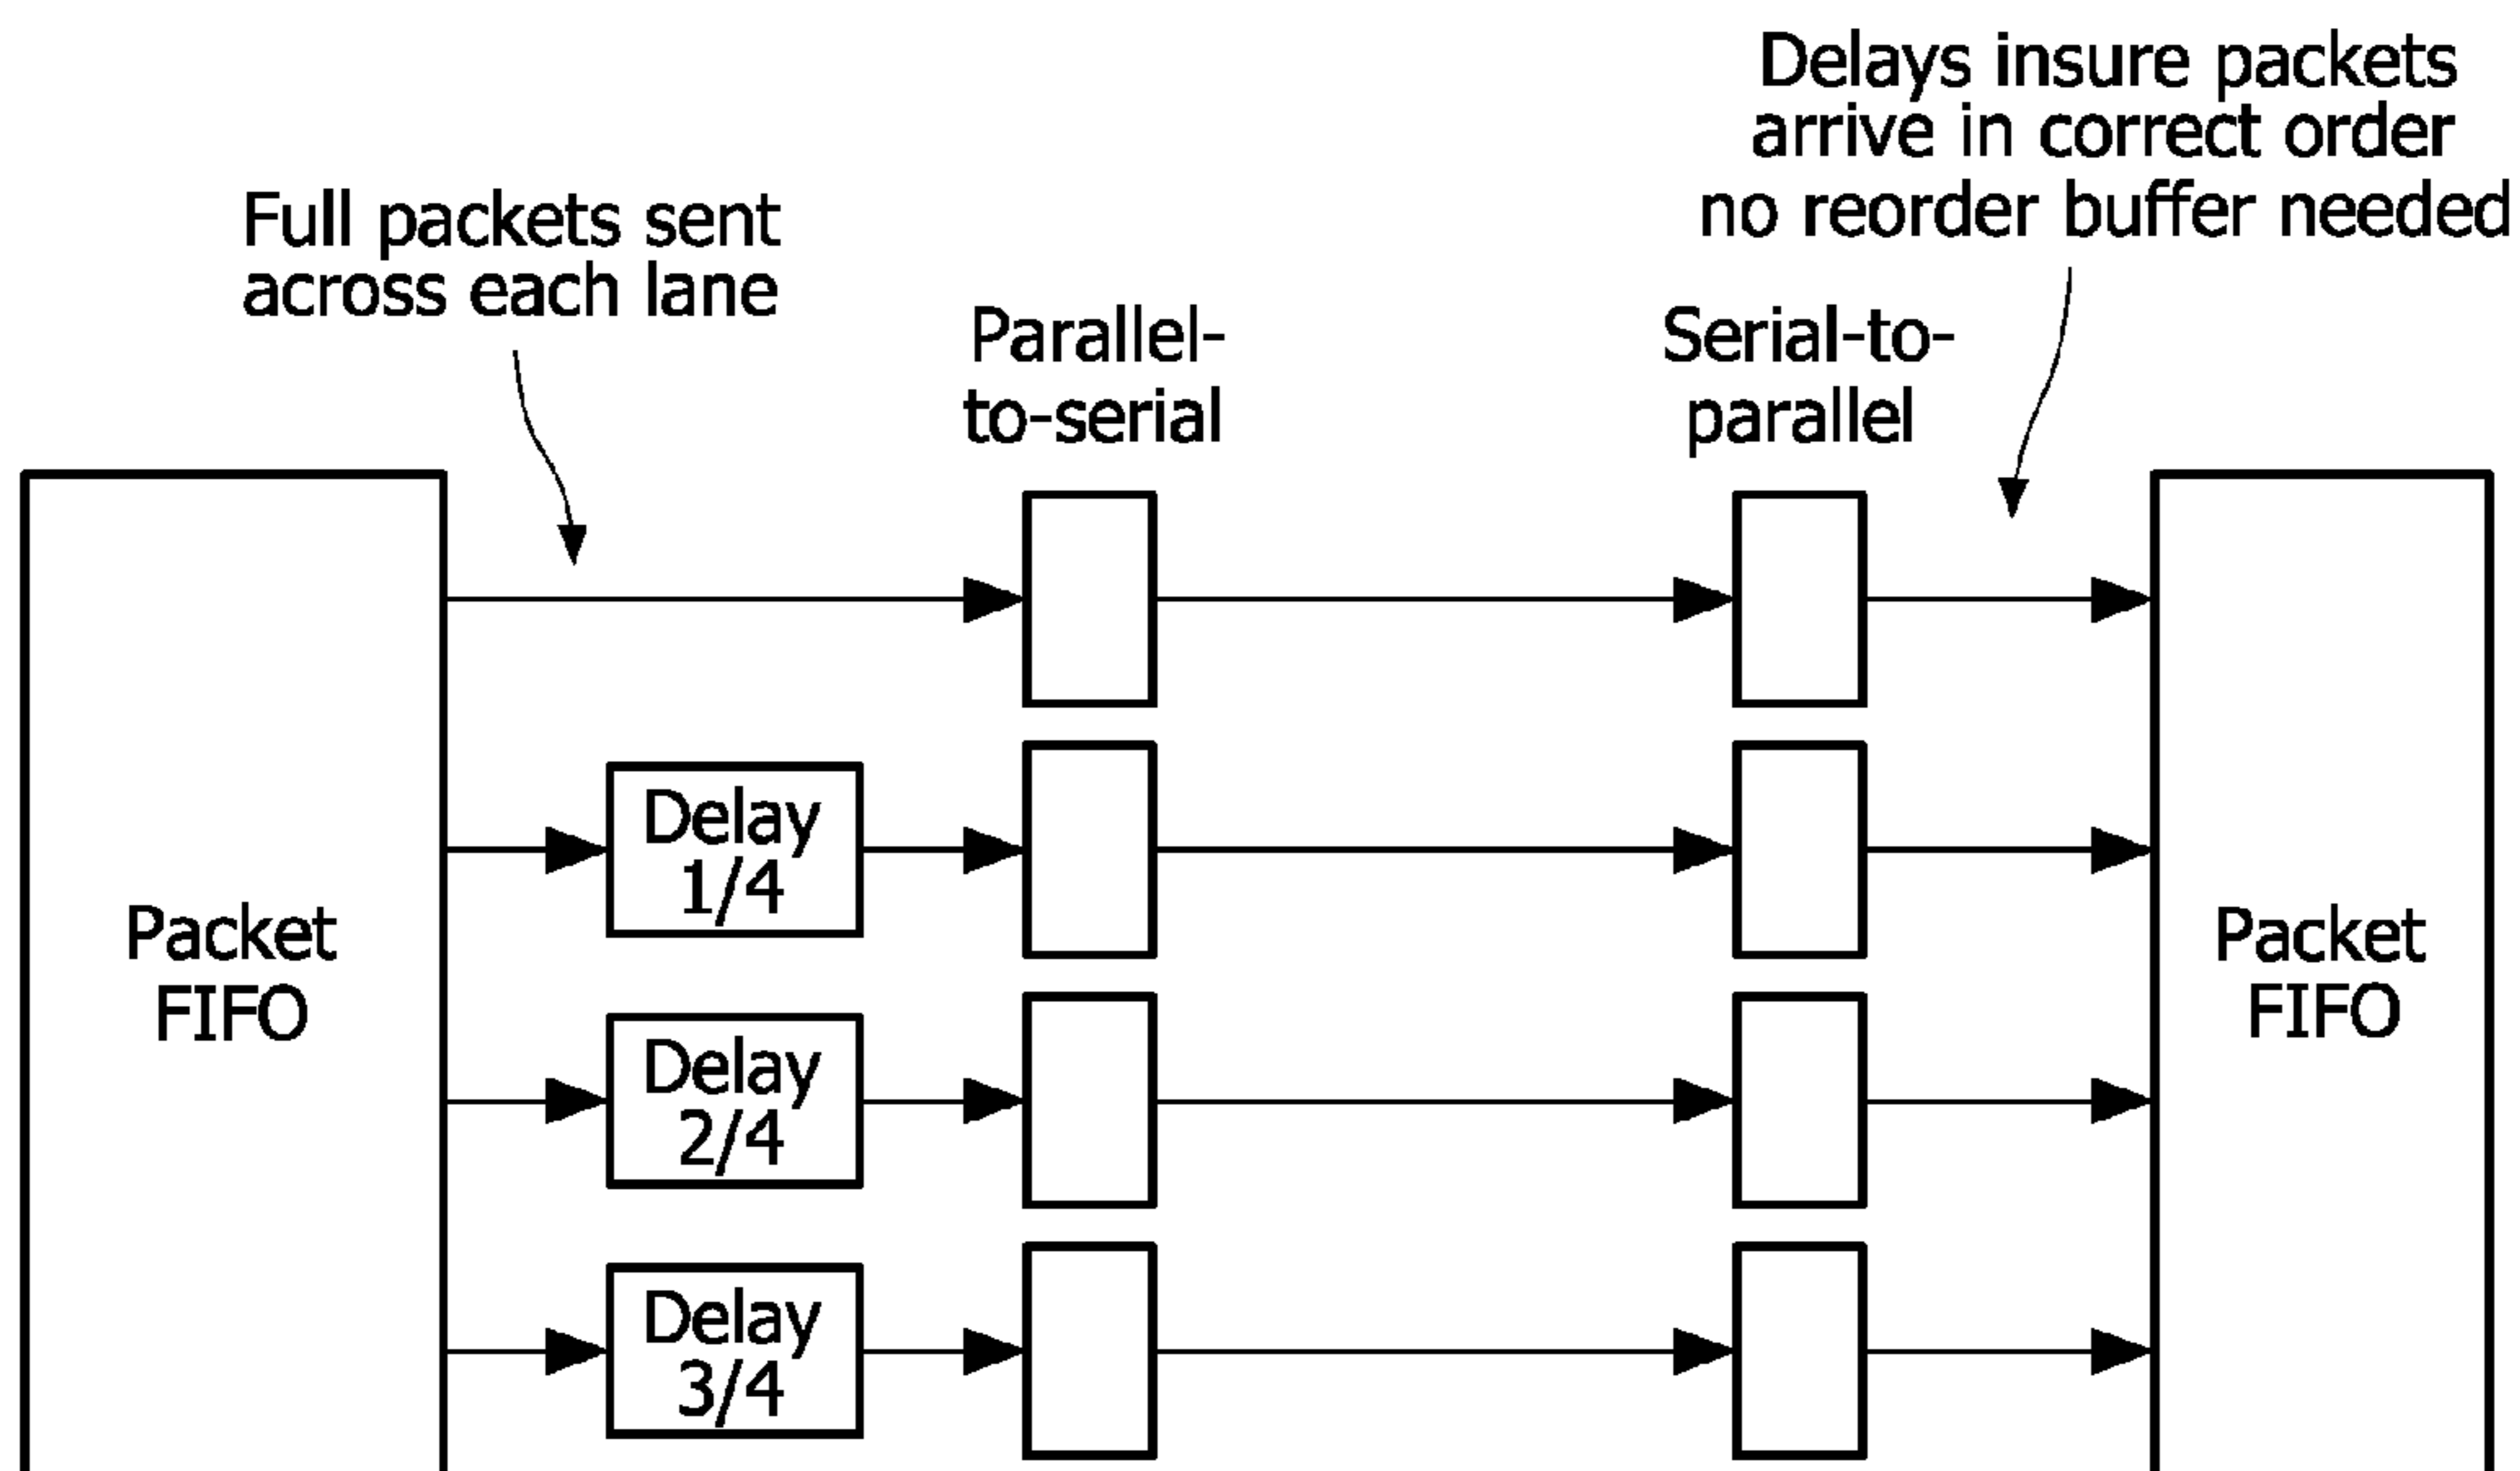 Delays insure packets
arrive in correct order
no reorder buffer needed
Full packets sent
across each lane
Parallel-
to-serial
Serial-to-
parallel
Packet
FIFO
Delay
1/4
Delay
2/4
Delay
3/4
Packet
FIFO